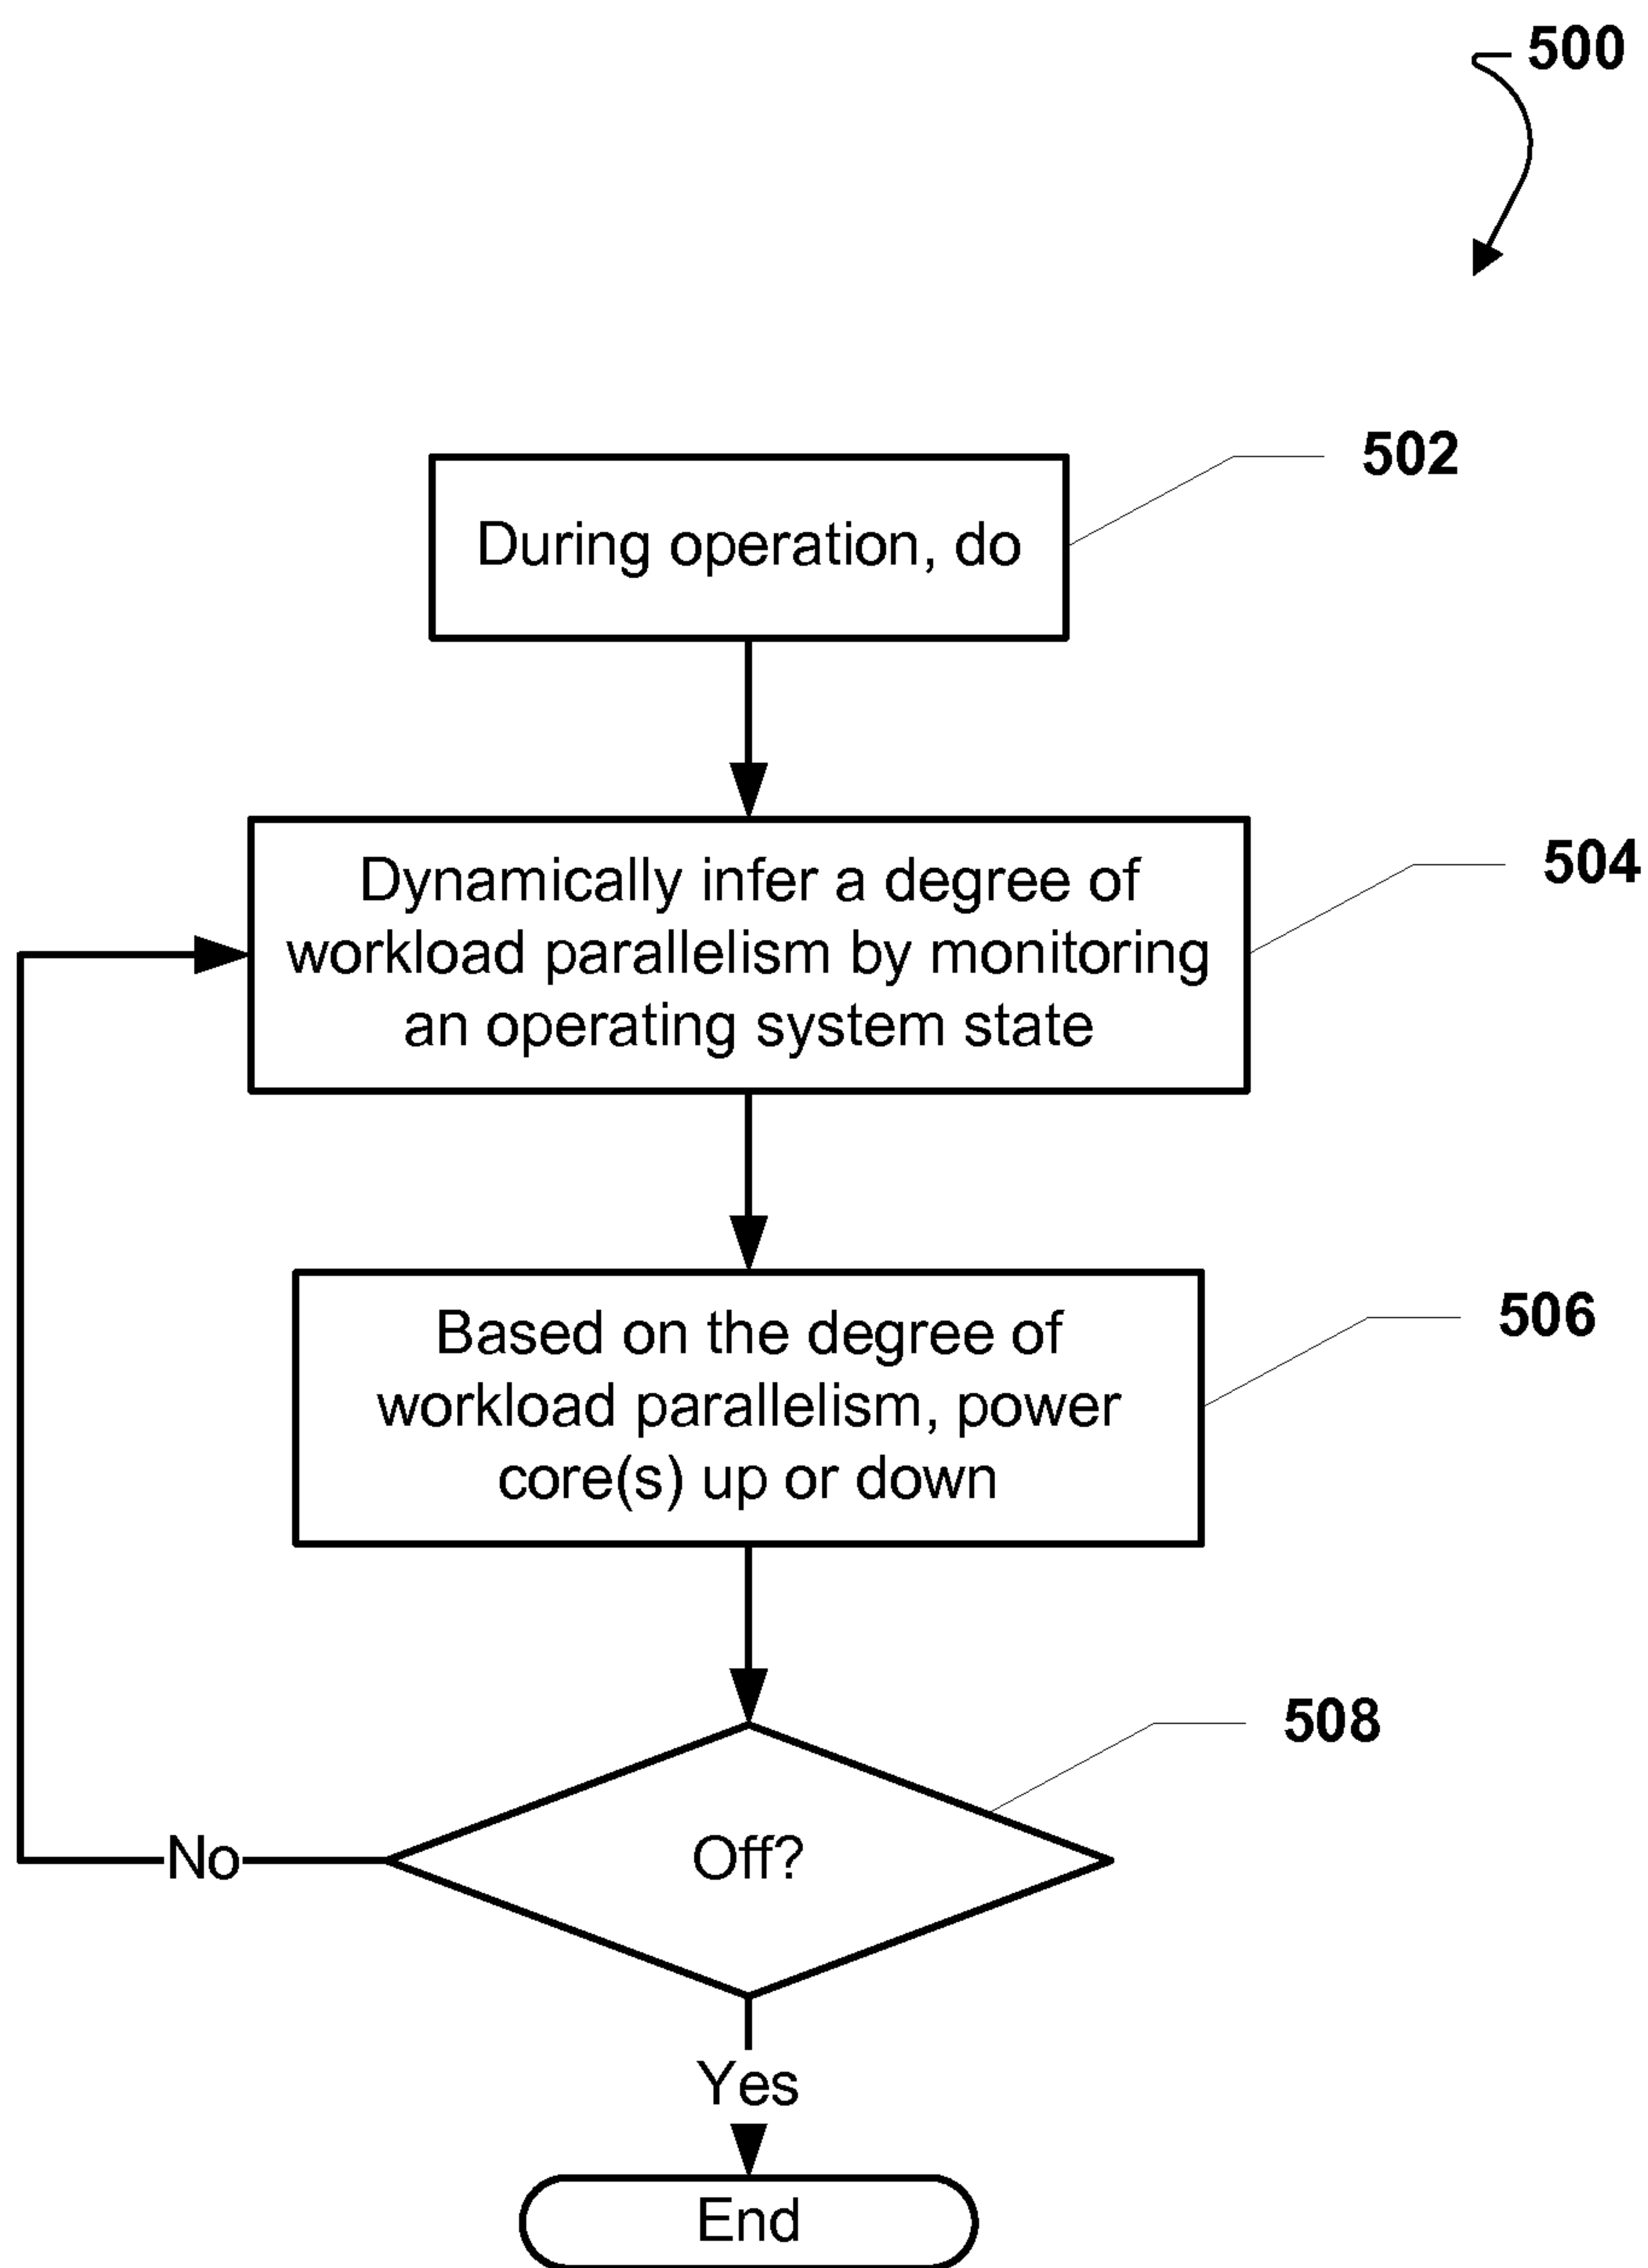 500
502
During operation, do
504
Dynamically infer a degree of
workload parallelism by monitoring
an operating system state
506
Based on the degree of
workload parallelism, power
core(s) up or down
508
Off?
No
Yes
End